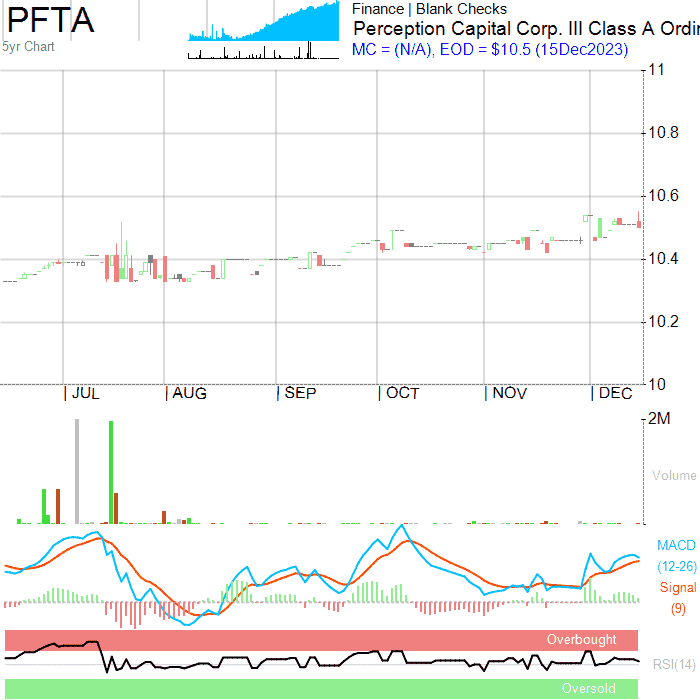 PFTA
5yr Chart
Finance | Blank Checks
Perception Capital Corp. III Class A Ordi
MC = (N/A), EOD = $10.5 (15Dec2023)
11
10.8
10.6
10.4
10.2
10
| JUL | AUG | SEP | OCT | NOV | DEC
2M
Volume
MACD
(12-26)
Signal
(9)
Overbought
RSI(14)
Oversold